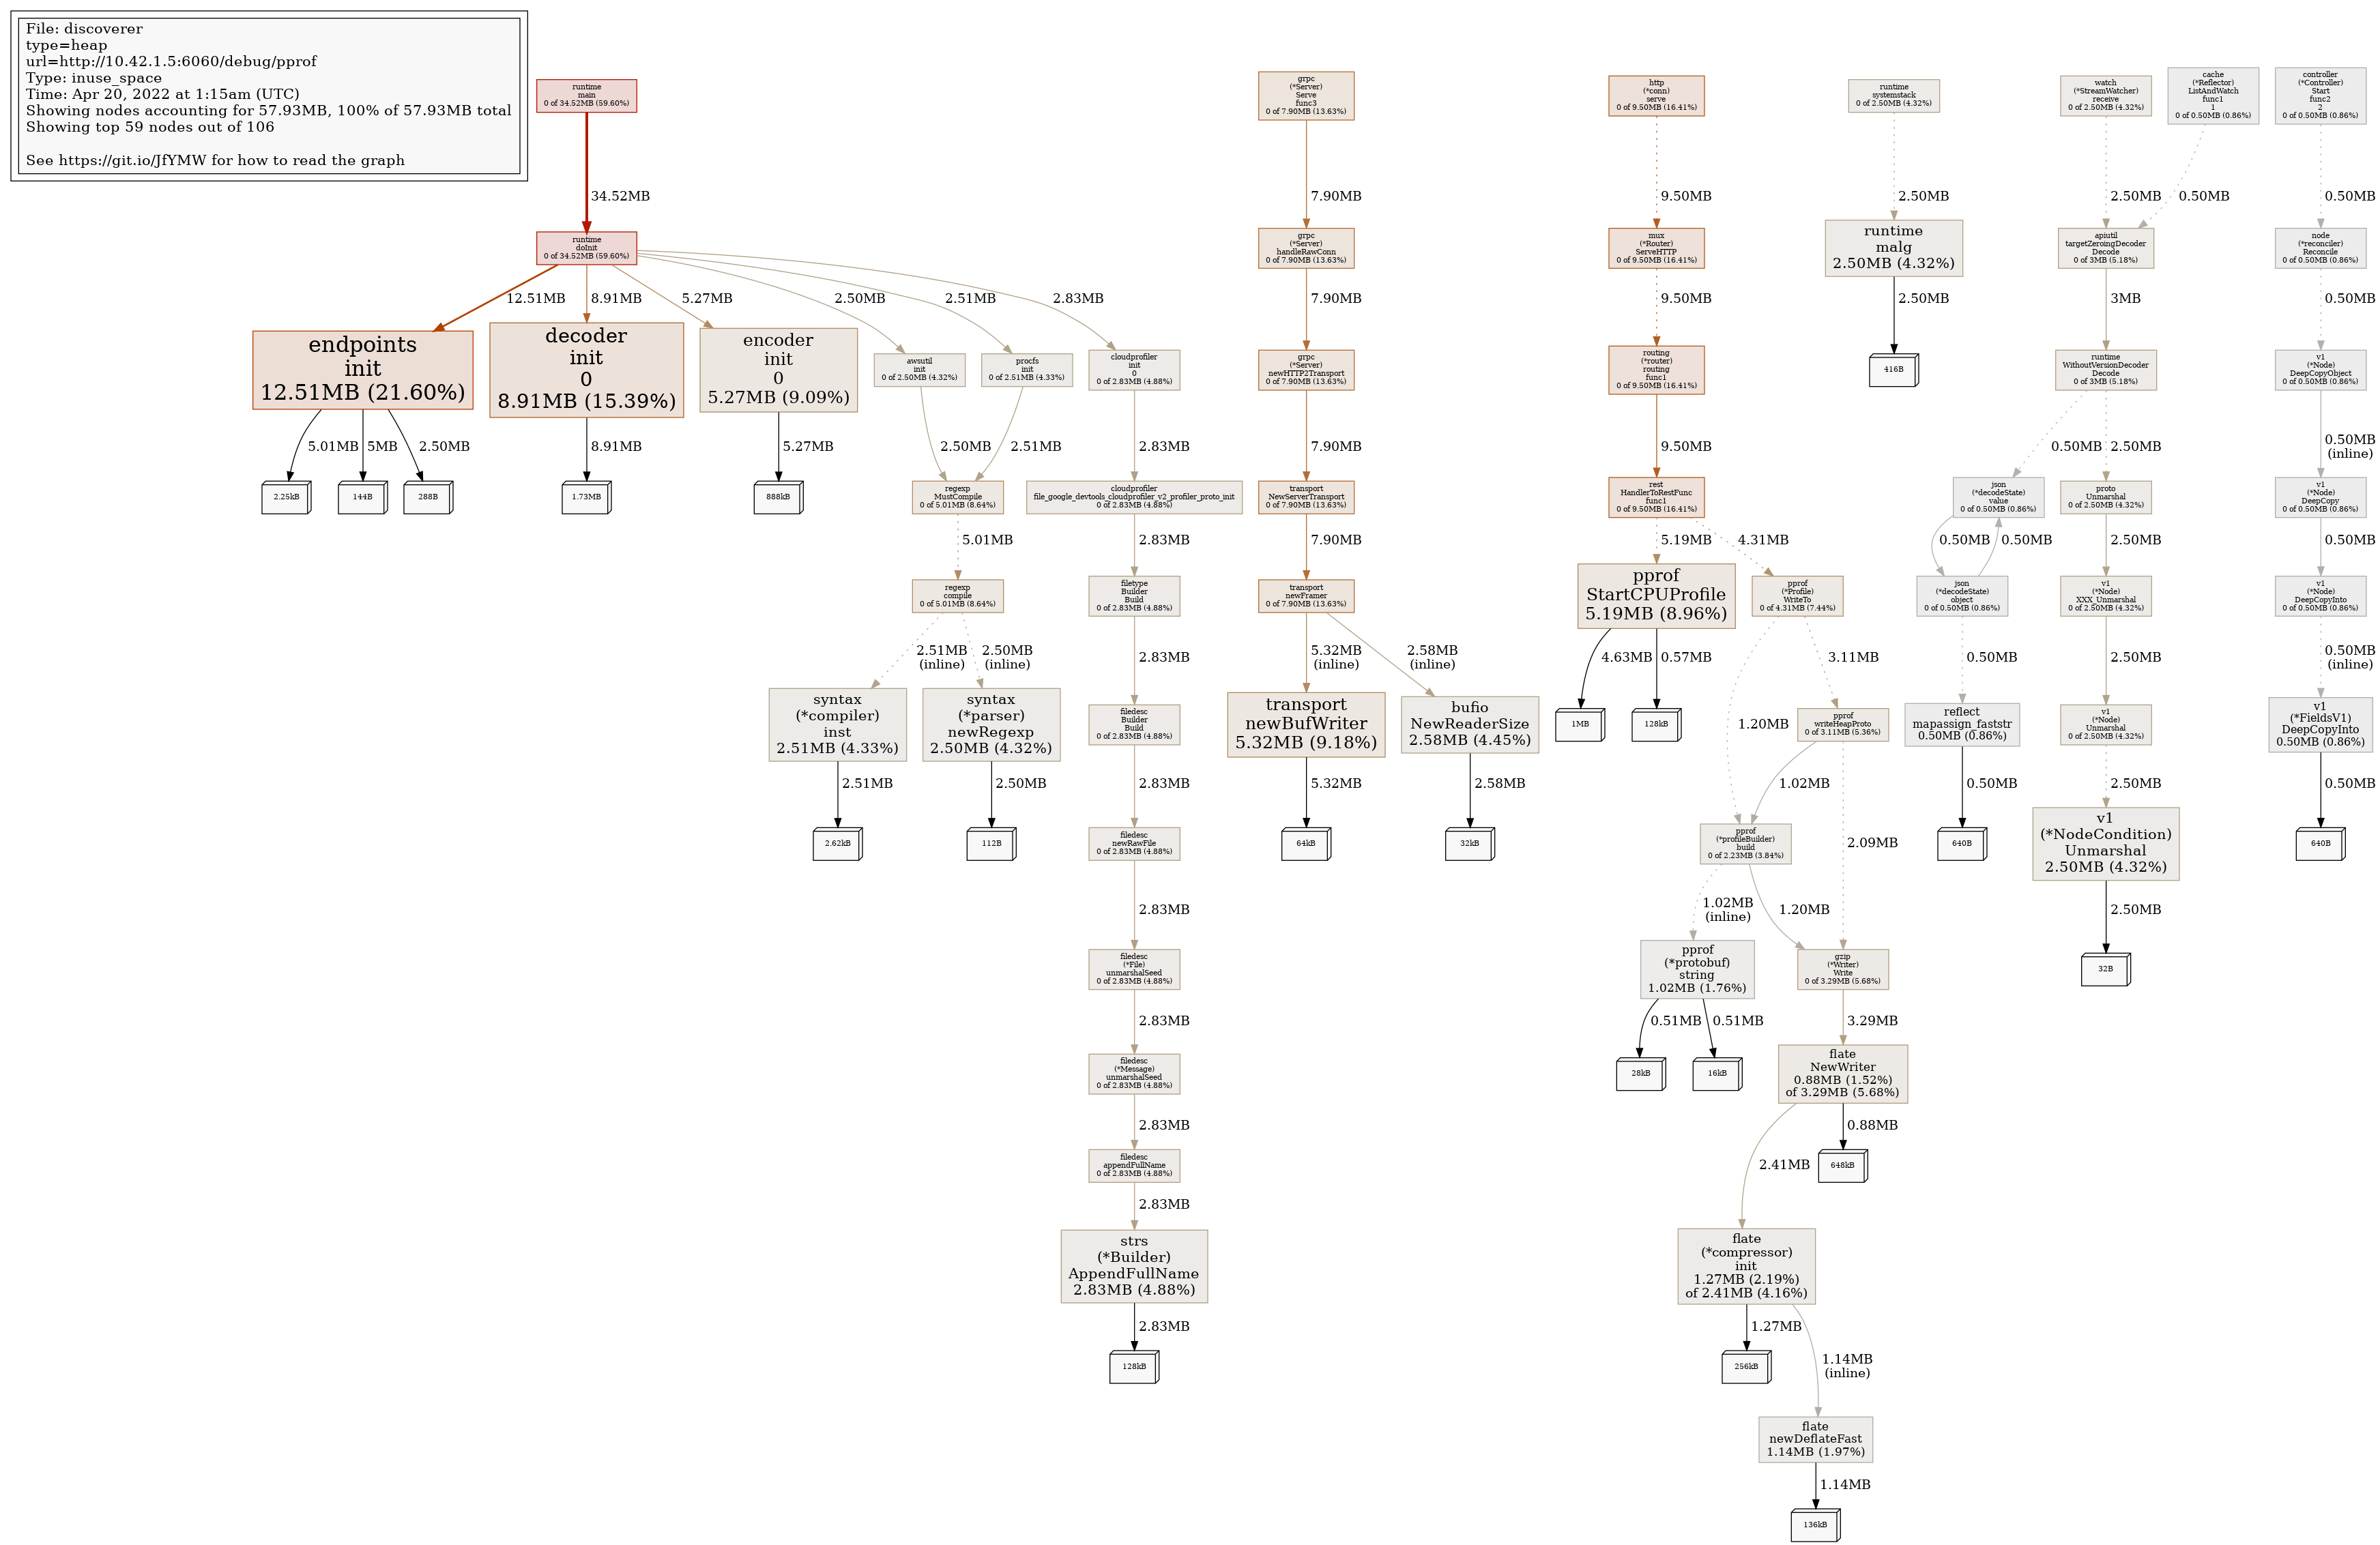 File: discoverer
type=heap
url=http://10.42.1.5:6060/debug/pprof
Type: inuse_space
Time: Apr 20, 2022 at 1:15am (UTC)
Showing nodes accounting for 57.93MB, 100% of 57.93MB total
Showing top 59 nodes out of 106
See https://git.io/JfYMW for how to read the graph
runtime
main
0 of 34.52MB (59.60%)
34.52MB
runtime
doInit
0 of 34.52MB (59.60%)
12.51MB
8.91MB
5.27MB
2.50MB
2.51MB
2.83MB
endpoints
init
12.51MB (21.60%)
5.01MB
5MB
2.50MB
2.25kB
144B
288B
decoder
init
0
8.91MB (15.39%)
8.91MB
1.73MB
encoder
init
0
5.27MB (9.09%)
5.27MB
888kB
awsutil
init
0 of 2.50MB (4.32%)
2.50MB
procfs
init
0 of 2.51MB (4.33%)
2.51MB
regexp
MustCompile
0 of 5.01MB (8.64%)
5.01MB
regexp
compile
0 of 5.01MB (8.64%)
2.51MB
(inline)
2.50MB
(inline)
syntax
(*compiler)
inst
2.51MB (4.33%)
2.51MB
2.62kB
syntax
(*parser)
newRegexp
2.50MB (4.32%)
2.50MB
112B
cloudprofiler
init
0
0 of 2.83MB (4.88%)
2.83MB
cloudprofiler
file_google_devtools_cloudprofiler_v2_profiler_proto_init
0 of 2.83MB (4.88%)
2.83MB
filetype
Builder
Build
0 of 2.83MB (4.88%)
2.83MB
filedesc
Builder
Build
0 of 2.83MB (4.88%)
2.83MB
filedesc
newRawFile
0 of 2.83MB (4.88%)
2.83MB
filedesc
(*File)
unmarshalSeed
0 of 2.83MB (4.88%)
2.83MB
filedesc
(*Message)
unmarshalSeed
0 of 2.83MB (4.88%)
2.83MB
filedesc
appendFullName
0 of 2.83MB (4.88%)
2.83MB
strs
(*Builder)
AppendFullName
2.83MB (4.88%)
2.83MB
128kB
grpc
(*Server)
Serve
func3
0 of 7.90MB (13.63%)
7.90MB
grpc
(*Server)
handleRawConn
0 of 7.90MB (13.63%)
7.90MB
grpc
(*Server)
newHTTP2Transport
0 of 7.90MB (13.63%)
7.90MB
transport
NewServerTransport
0 of 7.90MB (13.63%)
7.90MB
transport
newFramer
0 of 7.90MB (13.63%)
5.32MB
(inline)
2.58MB
(inline)
transport
newBufWriter
5.32MB (9.18%)
5.32MB
64kB
bufio
NewReaderSize
2.58MB (4.45%)
2.58MB
32kB
http
(*conn)
serve
0 of 9.50MB (16.41%)
9.50MB
mux
(*Router)
ServeHTTP
0 of 9.50MB (16.41%)
9.50MB
routing
(*router)
routing
func1
0 of 9.50MB (16.41%)
9.50MB
rest
HandlerToRestFunc
func1
0 of 9.50MB (16.41%)
5.19MB
4.31MB
pprof
StartCPUProfile
5.19MB (8.96%)
4.63MB
0.57MB
1MB
128kB
pprof
(*Profile)
WriteTo
0 of 4.31MB (7.44%)
1.20MB
3.11MB
pprof
writeHeapProto
0 of 3.11MB (5.36%)
1.02MB
2.09MB
pprof
(*profileBuilder)
build
0 of 2.23MB (3.84%)
1.02MB
(inline)
1.20MB
pprof
(*protobuf)
string
1.02MB (1.76%)
0.51MB
0.51MB
28kB
16kB
gzip
(*Writer)
Write
0 of 3.29MB (5.68%)
3.29MB
flate
NewWriter
0.88MB (1.52%)
of 3.29MB (5.68%)
2.41MB
0.88MB
648kB
flate
(*compressor)
init
1.27MB (2.19%)
of 2.41MB (4.16%)
1.27MB
1.14MB
(inline)
256kB
flate
newDeflateFast
1.14MB (1.97%)
1.14MB
136kB
runtime
systemstack
0 of 2.50MB (4.32%)
2.50MB
runtime
malg
2.50MB (4.32%)
2.50MB
416B
watch
(*StreamWatcher)
receive
0 of 2.50MB (4.32%)
2.50MB
cache
(*Reflector)
ListAndWatch
func1
1
0 of 0.50MB (0.86%)
0.50MB
apiutil
targetZeroingDecoder
Decode
0 of 3MB (5.18%)
3MB
runtime
WithoutVersionDecoder
Decode
0 of 3MB (5.18%)
0.50MB
2.50MB
json
(*decodeState)
value
0 of 0.50MB (0.86%)
0.50MB
0.50MB
json
(*decodeState)
object
0 of 0.50MB (0.86%)
0.50MB
reflect
mapassign_faststr
0.50MB (0.86%)
0.50MB
640B
proto
Unmarshal
0 of 2.50MB (4.32%)
2.50MB
v1
(*Node)
XXX_Unmarshal
0 of 2.50MB (4.32%)
2.50MB
v1
(*Node)
Unmarshal
0 of 2.50MB (4.32%)
2.50MB
v1
(*NodeCondition)
Unmarshal
2.50MB (4.32%)
2.50MB
32B
controller
(*Controller)
Start
func2
2
0 of 0.50MB (0.86%)
0.50MB
node
(*reconciler)
Reconcile
0 of 0.50MB (0.86%)
0.50MB
v1
(*Node)
DeepCopyObject
0 of 0.50MB (0.86%)
0.50MB
(inline)
v1
(*Node)
DeepCopy
0 of 0.50MB (0.86%)
0.50MB
v1
(*Node)
DeepCopyInto
0 of 0.50MB (0.86%)
0.50MB
(inline)
v1
(*FieldsV1)
DeepCopyInto
0.50MB (0.86%)
0.50MB
640B